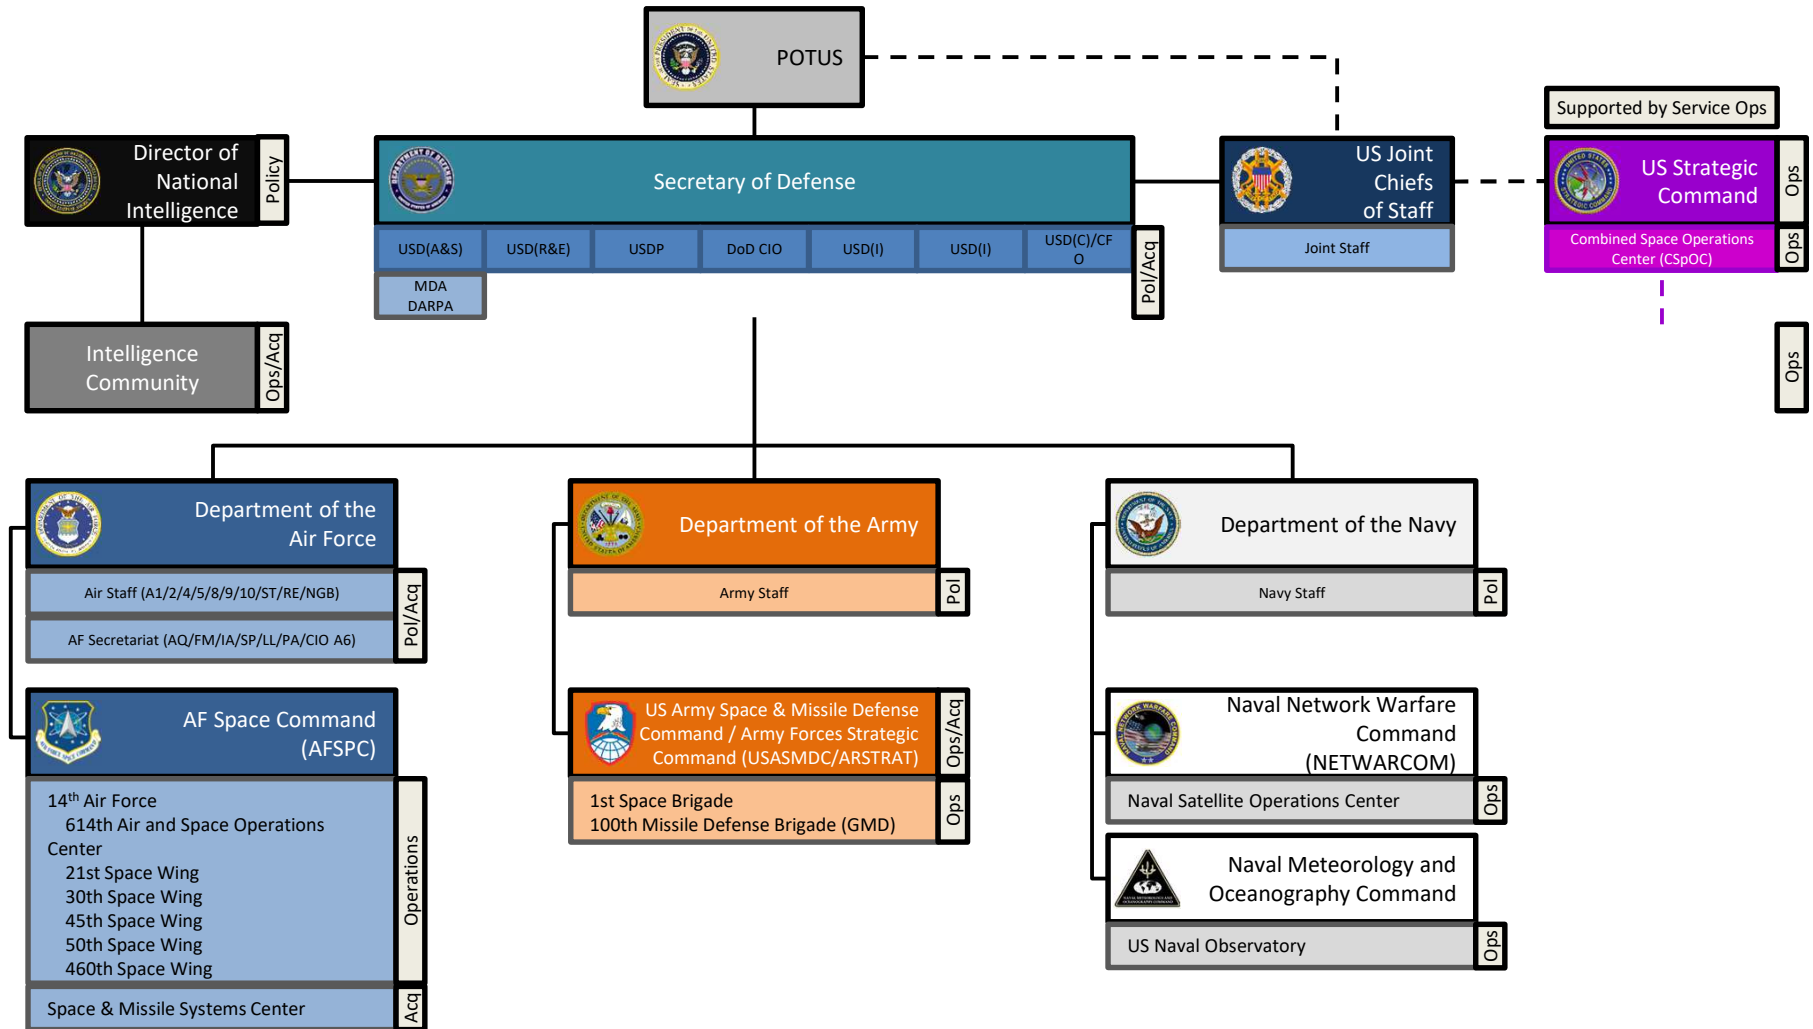 POTUS
Supported by Service Ops
Director of
National
Intelligence
Policy
Secretary of Defense
US Joint
Chiefs
of Staff
US Strategic
Command
Ops
USD(A&S)
USD(R&E)
USDP
DoD CIO
USD(I)
USD(I)
USD(C)/CF
O
Pol/Acq
Joint Staff
Combined Space Operations
Center (CSpOC)
Ops
MDA
DARPA
Intelligence
Community
Ops/Acq
Ops
Department of the
Air Force
Department of the Army
Department of the Navy
Air Staff (A1/2/4/5/8/9/10/ST/RE/NGB)
Pol/Acq
AF Secretariat (AQ/FM/IA/SP/LL/PA/CIO A6)
Army Staff
Pol
Navy Staff
Pol
AF Space Command
(AFSPC)
US Army Space & Missile Defense
Command / Army Forces Strategic
Command (USASMDC/ARSTRAT)
Ops/Acq
Naval Network Warfare
Command
(NETWARCOM)
14th Air Force
614th Air and Space Operations
Center
21st Space Wing
30th Space Wing
45th Space Wing
50th Space Wing
460th Space Wing
Operations
1st Space Brigade
100th Missile Defense Brigade (GMD)
Ops
Naval Satellite Operations Center
Ops
Naval Meteorology and
Oceanography Command
US Naval Observatory
Ops
Space & Missile Systems Center
Acq